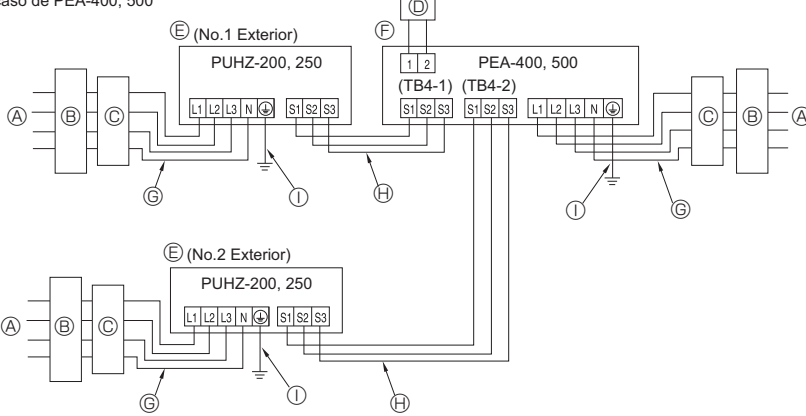 caso de PEA-400, 500
Ⓓ
Ⓔ (No.1 Exterior)
Ⓕ
PUHZ-200, 250
1 2
PEA-400, 500
(TB4-1) (TB4-2)
L1 L2 L3 N ⏚ S1 S2 S3
S1 S2 S3 S1 S2 S3 L1 L2 L3 N ⏚
Ⓐ Ⓑ Ⓒ
Ⓒ Ⓑ Ⓐ
Ⓖ Ⓘ Ⓗ
Ⓘ Ⓖ
Ⓔ (No.2 Exterior)
PUHZ-200, 250
L1 L2 L3 N ⏚ S1 S2 S3
Ⓐ Ⓑ Ⓒ
Ⓖ Ⓘ Ⓗ